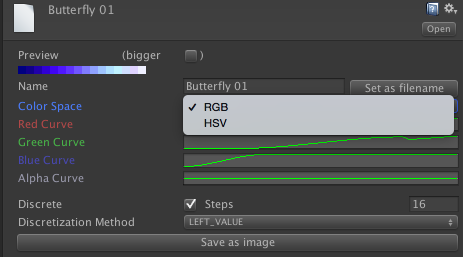 Butterfly 01
Open
Preview (bigger )
Name Butterfly 01 Set as filename
Color Space RGB
HSV
Red Curve
Green Curve
Blue Curve
Alpha Curve
Discrete Steps 16
Discretization Method LEFT_VALUE
Save as image